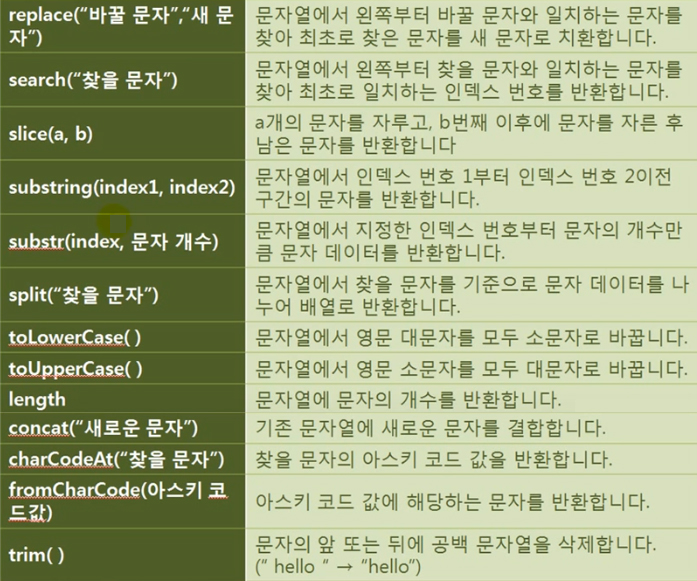 replace(“바꿀 문자”,“새 문
자”)
문자열에서 왼쪽부터 바꿀 문자와 일치하는 문자를
찾아 최초로 찾은 문자를 새 문자로 치환합니다.
search(“찾을 문자”)
문자열에서 왼쪽부터 찾을 문자와 일치하는 문자를
찾아 최초로 일치하는 인덱스 번호를 반환합니다.
slice(a, b)
a개의 문자를 자루고, b번째 이후에 문자를 자른 후
남은 문자를 반환합니다
substring(index1, index2)
문자열에서 인덱스 번호 1부터 인덱스 번호 2이전
구간의 문자를 반환합니다.
substr(index, 문자 개수)
문자열에서 지정한 인덱스 번호부터 문자의 개수만
큼 문자 데이터를 반환합니다.
split(“찾을 문자”)
문자열에서 찾을 문자를 기준으로 문자 데이터를 나
누어 배열로 반환합니다.
toLowerCase( )
문자열에서 영문 대문자를 모두 소문자로 바꿉니다.
toUpperCase( )
문자열에서 영문 소문자를 모두 대문자로 바꿉니다.
length
문자열에 문자의 개수를 반환합니다.
concat(“새로운 문자”)
기존 문자열에 새로운 문자를 결합합니다.
charCodeAt(“찾을 문자”)
찾을 문자의 아스키 코드 값을 반환합니다.
fromCharCode(아스키 코
드값)
아스키 코드 값에 해당하는 문자를 반환합니다.
trim( )
문자의 앞 또는 뒤에 공백 문자열을 삭제합니다.
(“ hello “ → “hello”)